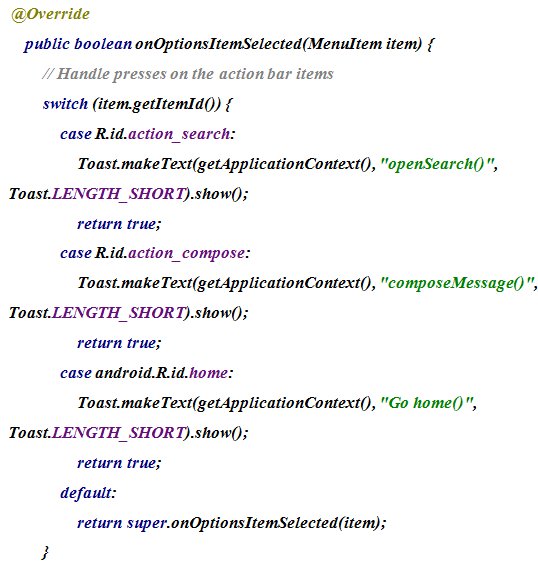 @Override
public boolean onOptionsItemSelected(MenuItem item) {
// Handle presses on the action bar items
switch (item.getItemId()) {
case R.id.action_search:
Toast.makeText(getApplicationContext(), "openSearch()",
Toast.LENGTH_SHORT).show();
return true;
case R.id.action_compose:
Toast.makeText(getApplicationContext(), "composeMessage()",
Toast.LENGTH_SHORT).show();
return true;
case android.R.id.home:
Toast.makeText(getApplicationContext(), "Go home()",
Toast.LENGTH_SHORT).show();
return true;
default:
return super.onOptionsItemSelected(item);
}